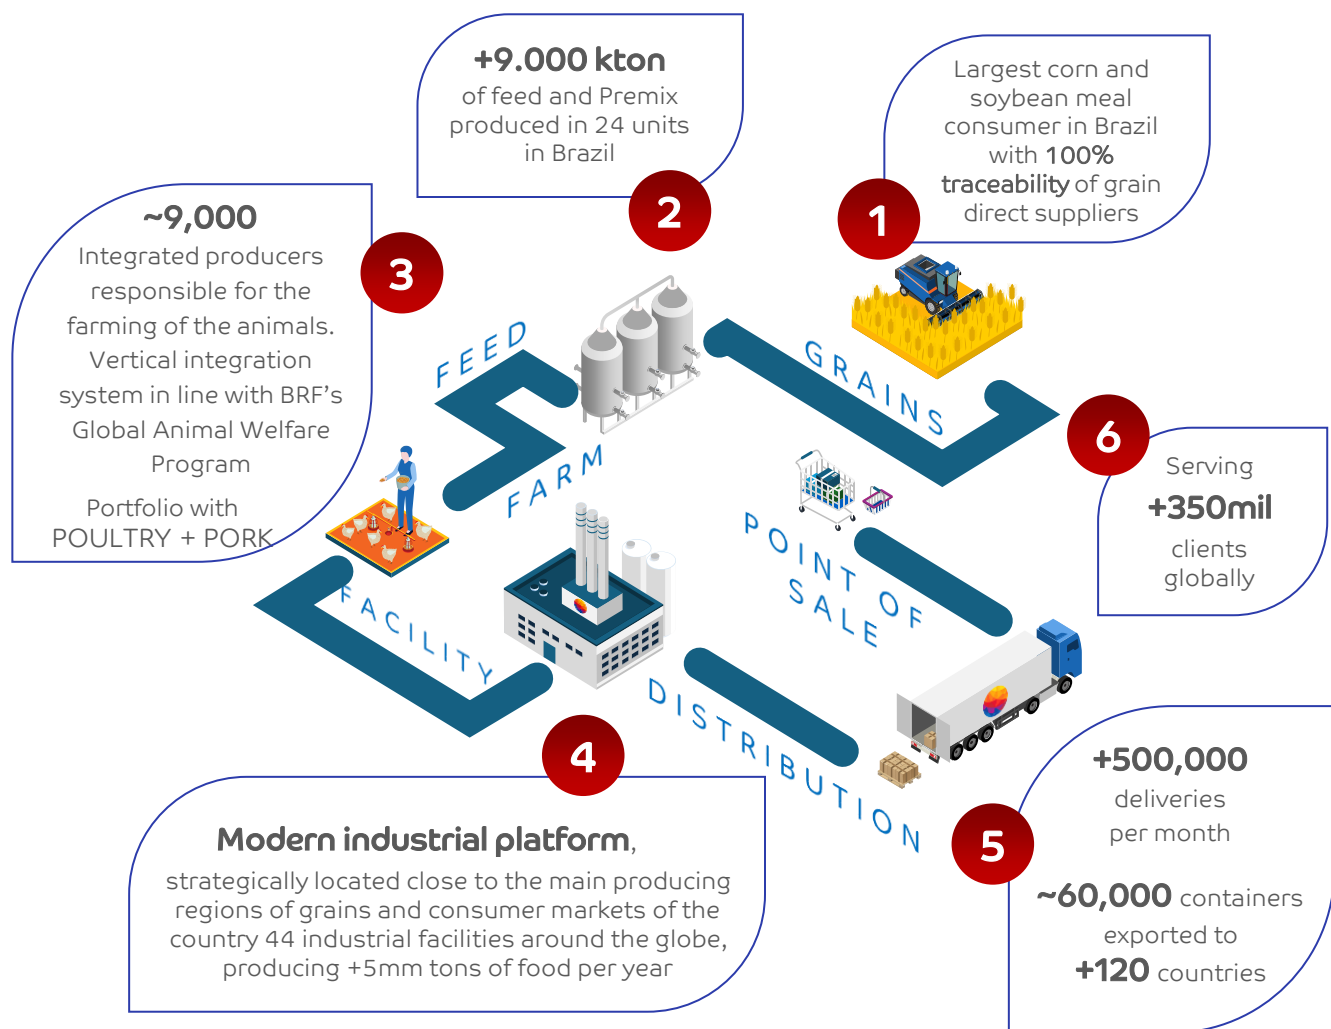 1
Largest corn and
soybean meal
consumer in Brazil
with 100%
traceability of grain
direct suppliers
GRAINS
2
+9.000 kton
of feed and Premix
produced in 24 units
in Brazil
FEED
3
~9,000
Integrated producers
responsible for the
farming of the animals.
Vertical integration
system in line with BRF’s
Global Animal Welfare
Program
Portfolio with
POULTRY + PORK
FARM
FACILITY
4
Modern industrial platform,
strategically located close to the main producing
regions of grains and consumer markets of the
country 44 industrial facilities around the globe,
producing +5mm tons of food per year
DISTRIBUTION
5
+500,000
deliveries
per month
~60,000 containers
exported to
+120 countries
POINT OF
SALE
6
Serving
+350mil
clients
globally